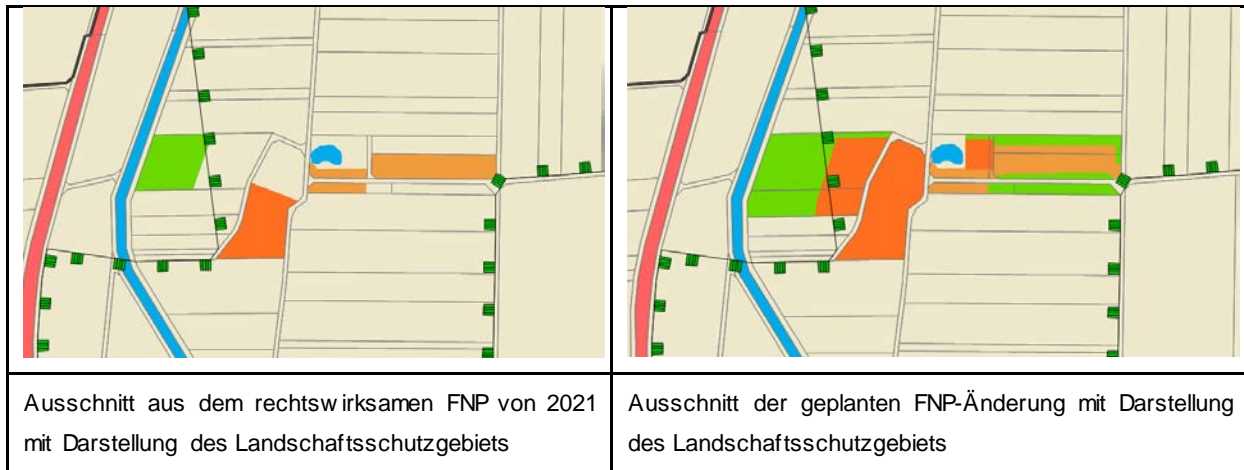 Ausschnitt aus dem rechtswirksamen FNP von 2021
mit Darstellung des Landschaftsschutzgebiets
Ausschnitt der geplanten FNP-Änderung mit Darstellung
des Landschaftsschutzgebiets